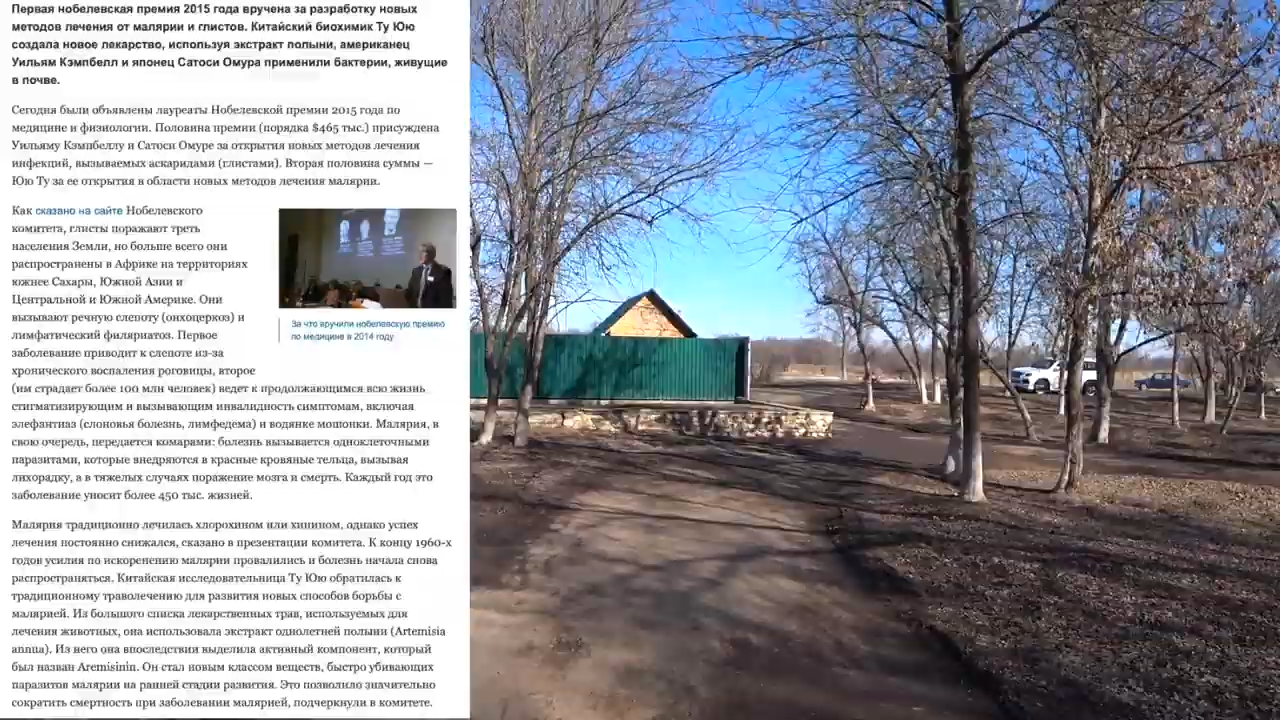 Первая нобелевская премия 2015 года вручена за разработку новых
методов лечения от малярии и глистов. Китайский биохимик Ту Юю
создала новое лекарство, используя экстракт полыни, американец
Уильям Кэмпбелл и японец Сатоси Омура применили бактерии, живущие
в почве.
Сегодня были объявлены лауреаты Нобелевской премии 2015 года по
медицине и физиологии. Половина премии (порядка $465 тыс.) присуждена
Уильяму Кэмпбеллу и Сатоси Омуре за открытия новых методов лечения
инфекций, вызываемых аскаридами (глистами). Вторая половина суммы —
Юю Ту за ее открытия в области новых методов лечения малярии.
Как сказано на сайте Нобелевского
комитета, глисты поражают треть
населения Земли, но больше всего они
распространены в Африке на территориях
южнее Сахары, Южной Азии и
Центральной и Южной Америке. Они
вызывают речную слепоту (онхоцеркоз) и
лимфатический филяриатоз. Первое
заболевание приводит к слепоте из-за
хронического воспаления роговицы, второе
(им страдает более 100 млн человек) ведет к продолжающимся всю жизнь
стигматизирующим и вызывающим инвалидность симптомам, включая
элефантиаз (слоновья болезнь, лимфедема) и водянке мошонки. Малярия, в
свою очередь, передается комарами: болезнь вызывается одноклеточными
паразитами, которые внедряются в красные кровяные тельца, вызывая
лихорадку, а в тяжелых случаях поражение мозга и смерть. Каждый год это
заболевание уносит более 450 тыс. жизней.
За что вручили нобелевскую премию
по медицине в 2014 году
Малярия традиционно лечилась хлорохином или хинином, однако успех
лечения постоянно снижался, сказано в презентации комитета. К концу 1960-х
годов усилия по искоренению малярии провалились и болезнь начала снова
распространяться. Китайская исследовательница Ту Юю обратилась к
традиционному траволечению для развития новых способов борьбы с
малярией. Из большого списка лекарственных трав, используемых для
лечения животных, она использовала экстракт однолетней полыни (Artemisia
annua). Из него она впоследствии выделила активный компонент, который
был назван Aremisinin. Он стал новым классом веществ, быстро убивающих
паразитов малярии на ранней стадии развития. Это позволило значительно
сократить смертность при заболевании малярией, подчеркнули в комитете.